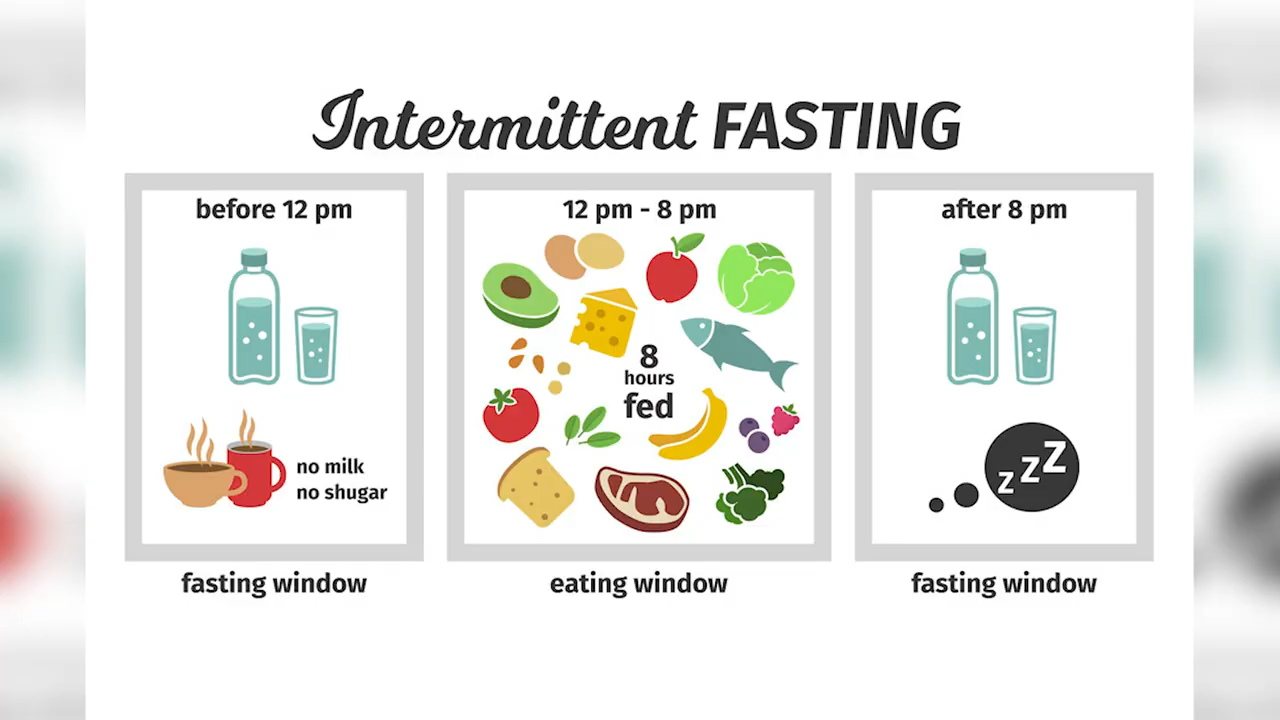 Intermittent FASTING
before 12 pm
no milk
no shugar
fasting window
12 pm - 8 pm
8
hours
fed
eating window
after 8 pm
z z z
fasting window